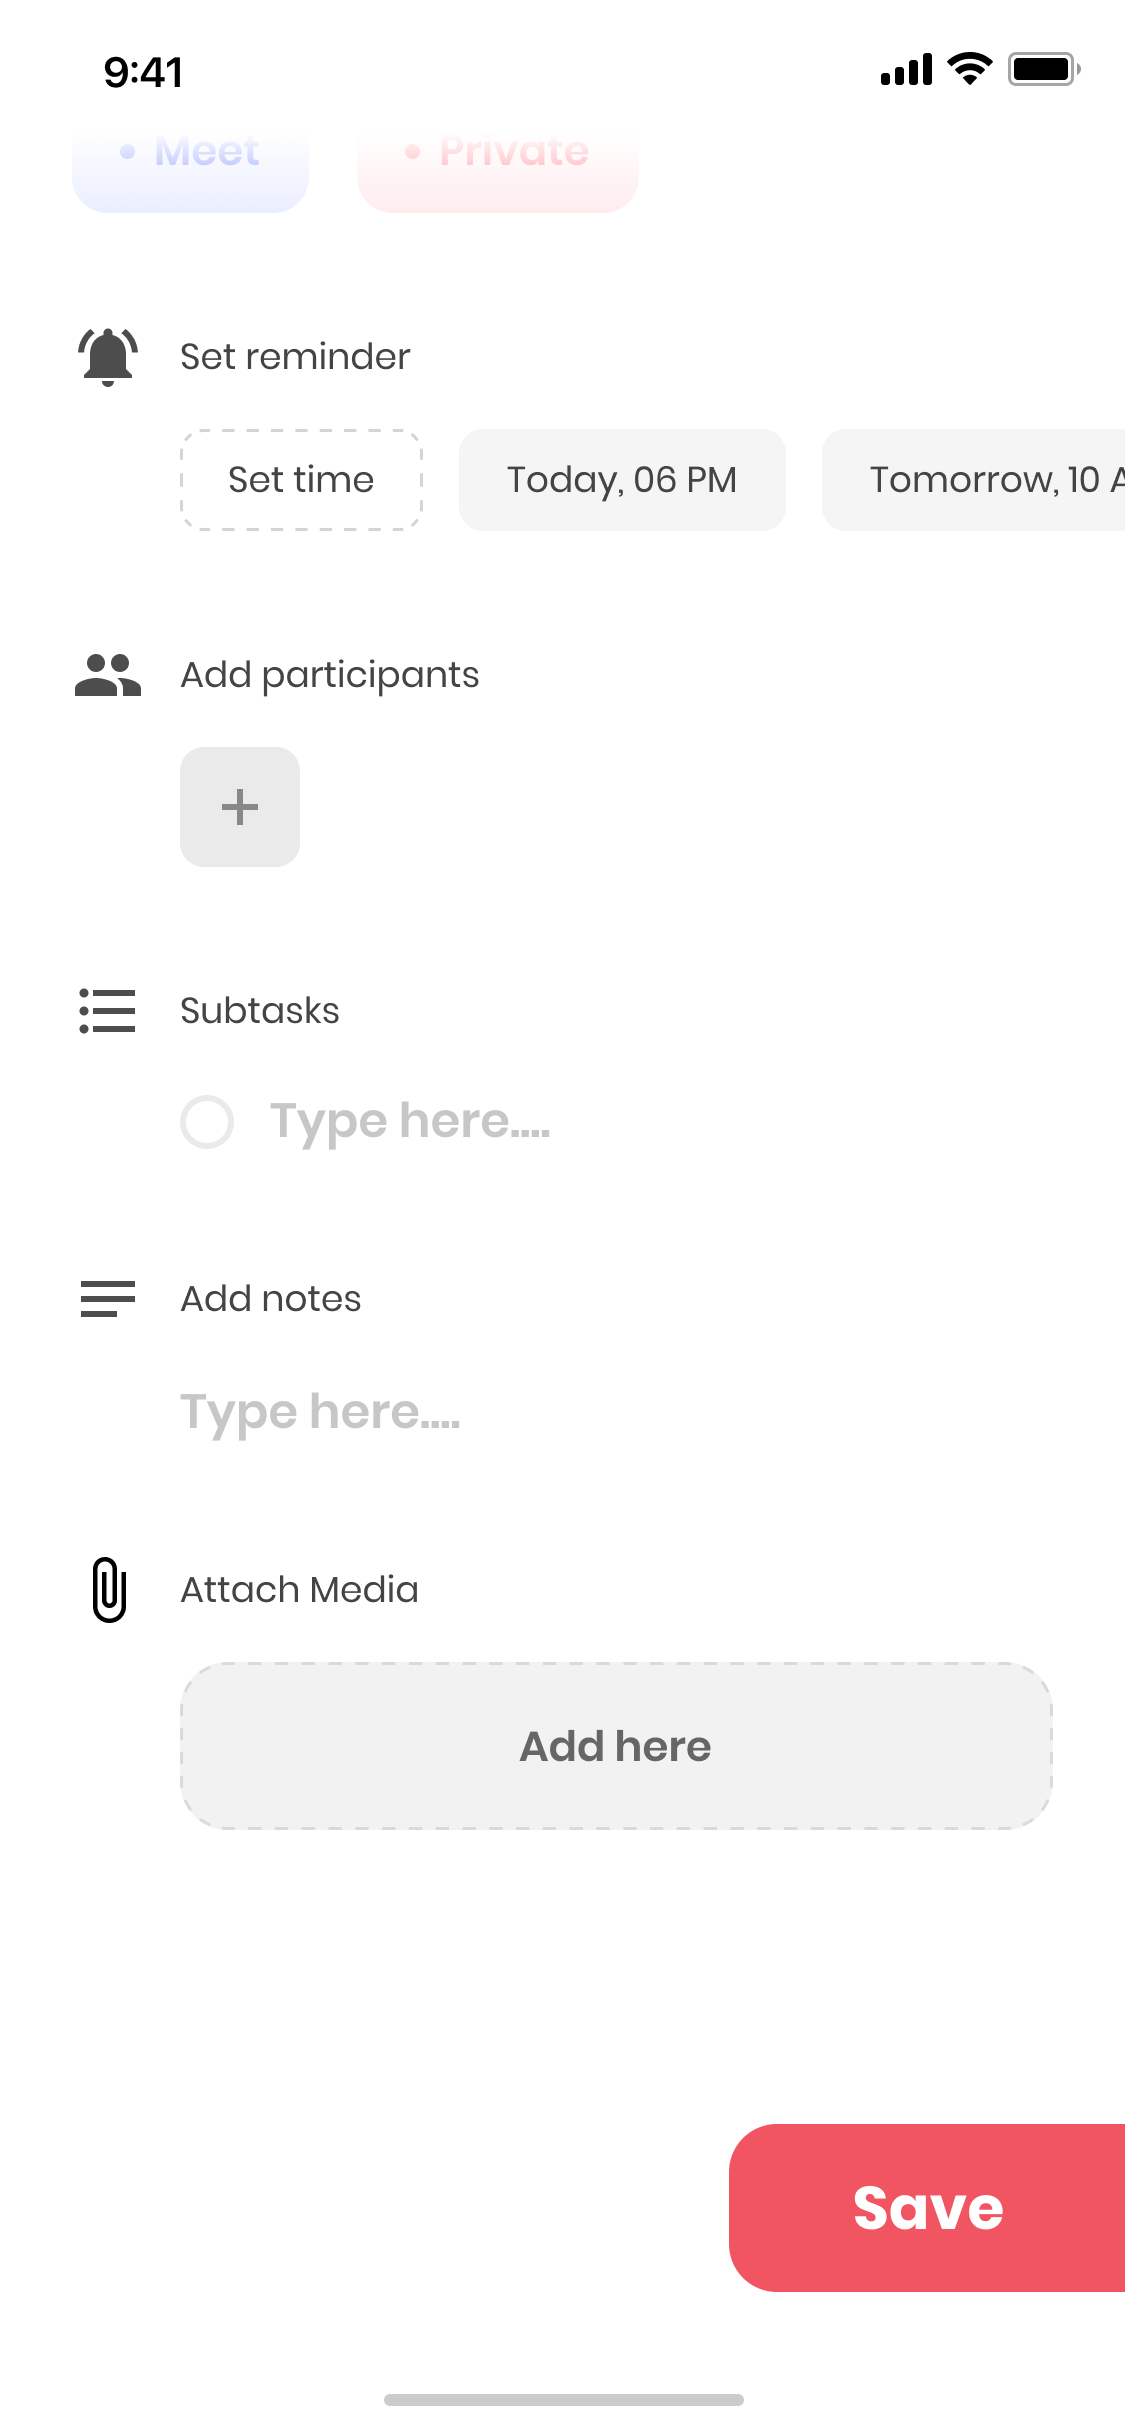 9:41
• Meet
• Private
Set reminder
Set time
Today, 06 PM
Tomorrow, 10 A
Add participants
+
Subtasks
Type here....
Add notes
Type here....
Attach Media
Add here
Save